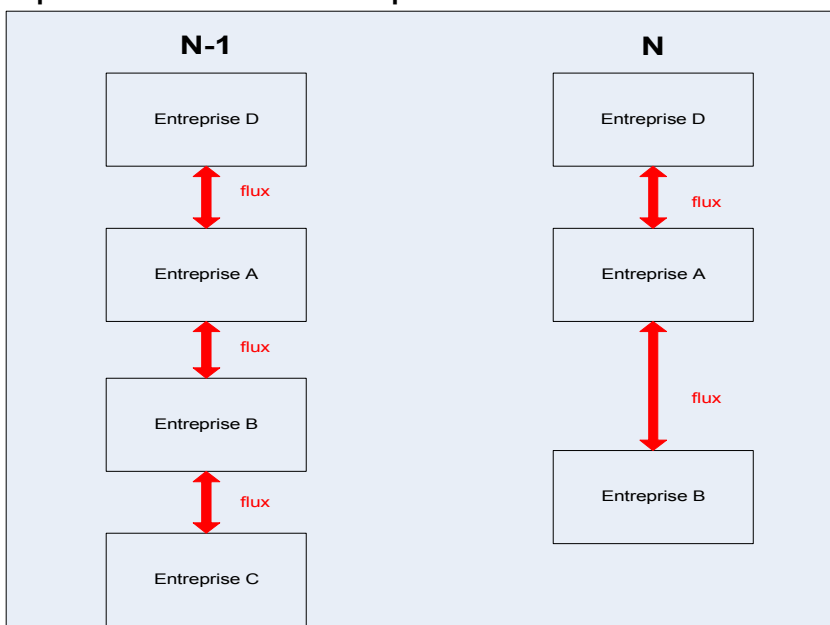 N-1
Entreprise D
flux
Entreprise A
flux
Entreprise B
flux
Entreprise C
N
Entreprise D
flux
Entreprise A
flux
Entreprise B